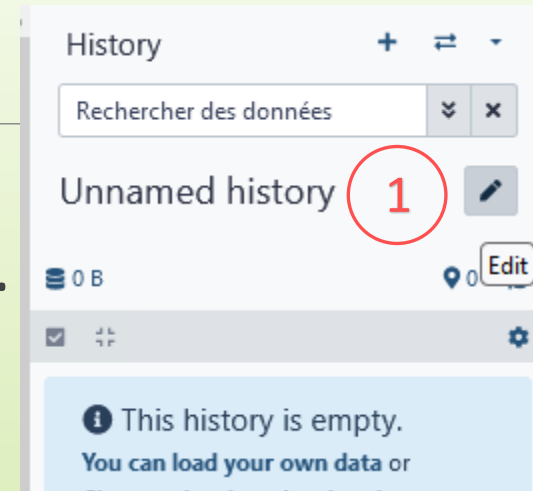 History
Rechercher des données
Unnamed history
1
0 B
0
Edit
This history is empty.
You can load your own data or